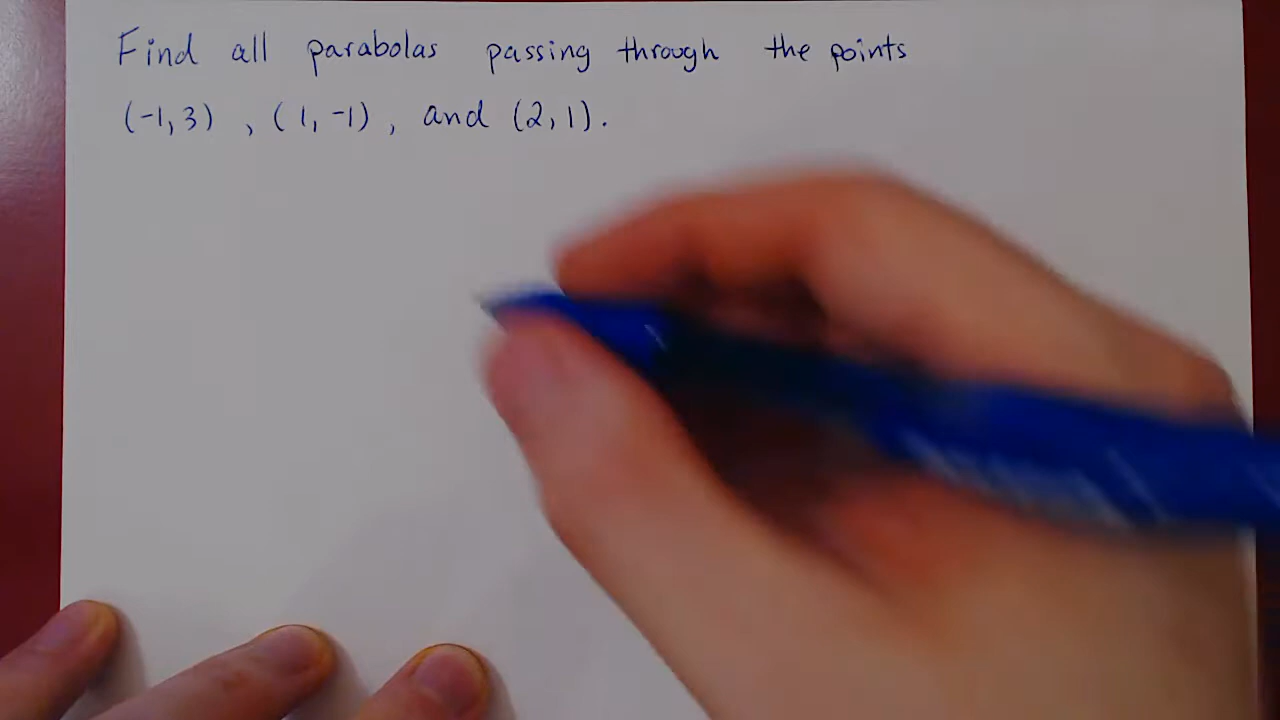 Find all parabolas passing through the points
(-1,3) , (1,-1) , and (2,1).